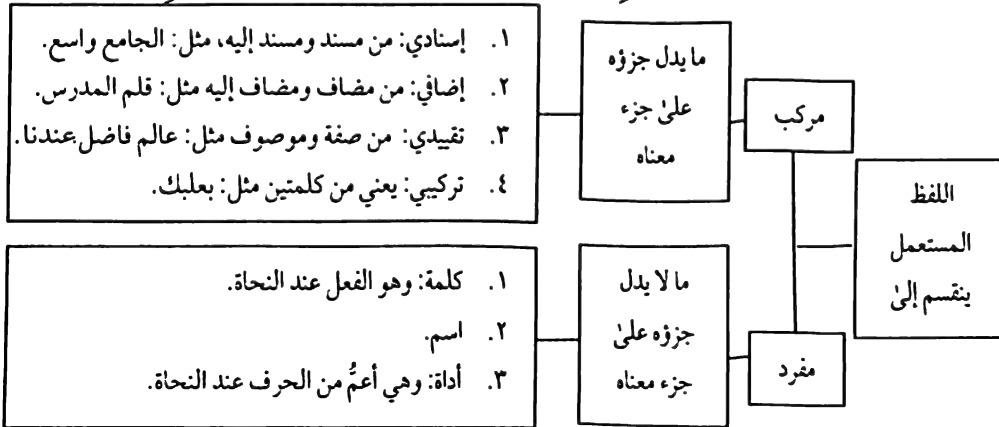 اللفظ
المستعمل
ينقسم إلىٰ
مركب
ما يدل جزؤه
علىٰ جزء
معناه
١. إسنادي: من مسند ومسند إليه، مثل: الجامع واسع.
٢. إضافي: من مضاف ومضاف إليه مثل: قلم المدرس.
٣. تقييدي: من صفة وموصوف مثل: عالم فاضل عندنا.
٤. تركيبي: يعني من كلمتين مثل: بعلبك.
مفرد
ما لا يدل
جزؤه علىٰ
جزء معناه
١. كلمة: وهو الفعل عند النحاة.
٢. اسم.
٣. أداة: وهي أعمُّ من الحرف عند النحاة.